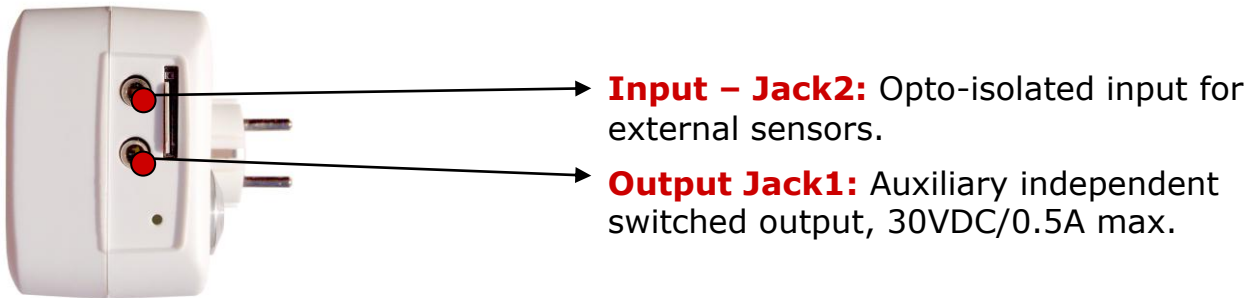 Input – Jack2: Opto-isolated input for
external sensors.
Output Jack1: Auxiliary independent
switched output, 30VDC/0.5A max.